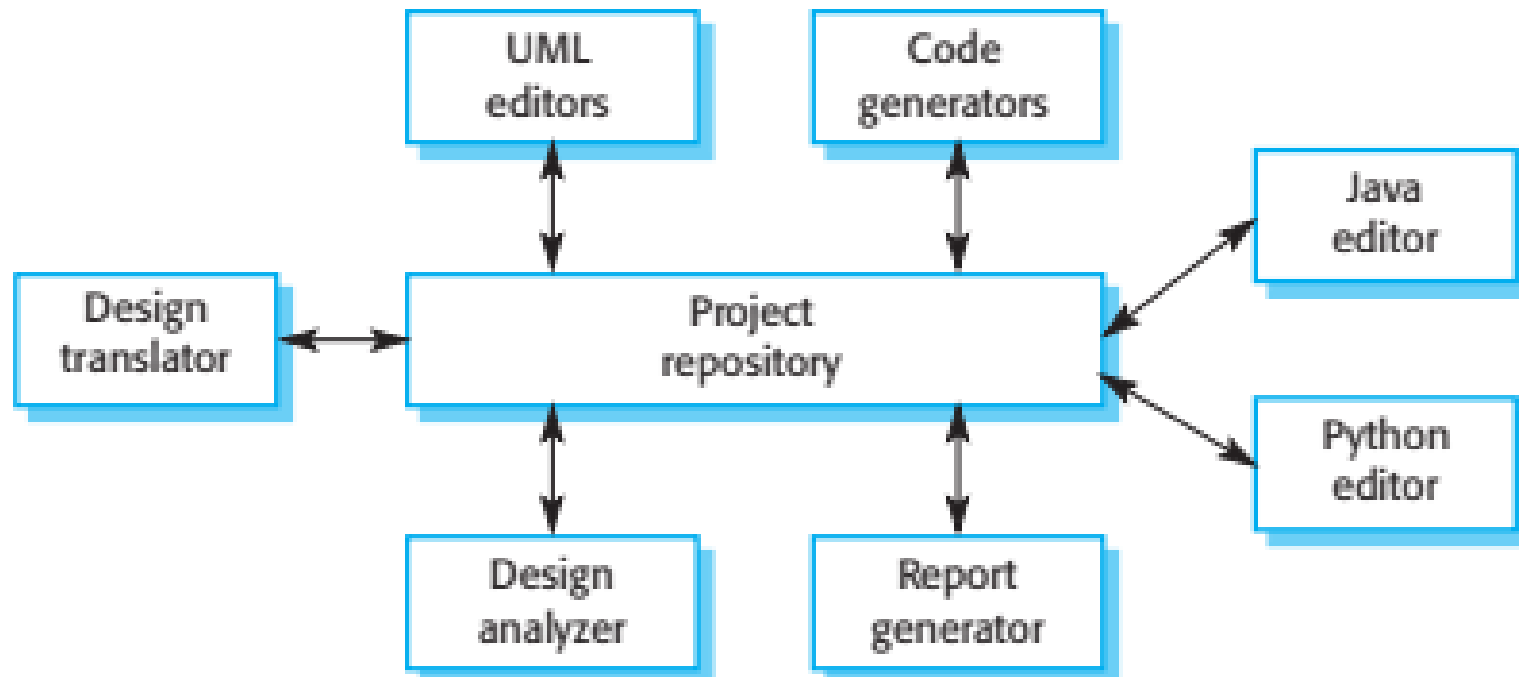 UML
editors
Code
generators
Java
editor
Design
translator
Project
repository
Python
editor
Design
analyzer
Report
generator